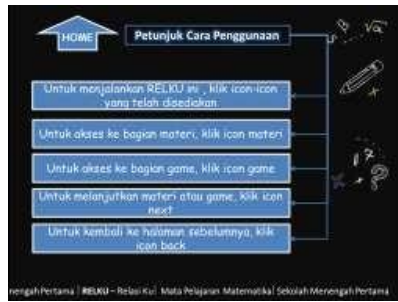 HOME
Petunjuk Cara Penggunaan
Untuk menjalankan RELKU ini , klik icon-icon
yang telah disediakan
Untuk akses ke bagian materi, klik icon materi
Untuk akses ke bagian game, klik icon game
Untuk melanjutkan materi atau game, klik icon
next
Untuk kembali ke halaman sebelumnya, klik
icon back
nengah Pertama | RELKU – Relasi Ku| Mata Pelajaran Matematika| Sekolah Menengah Pertama